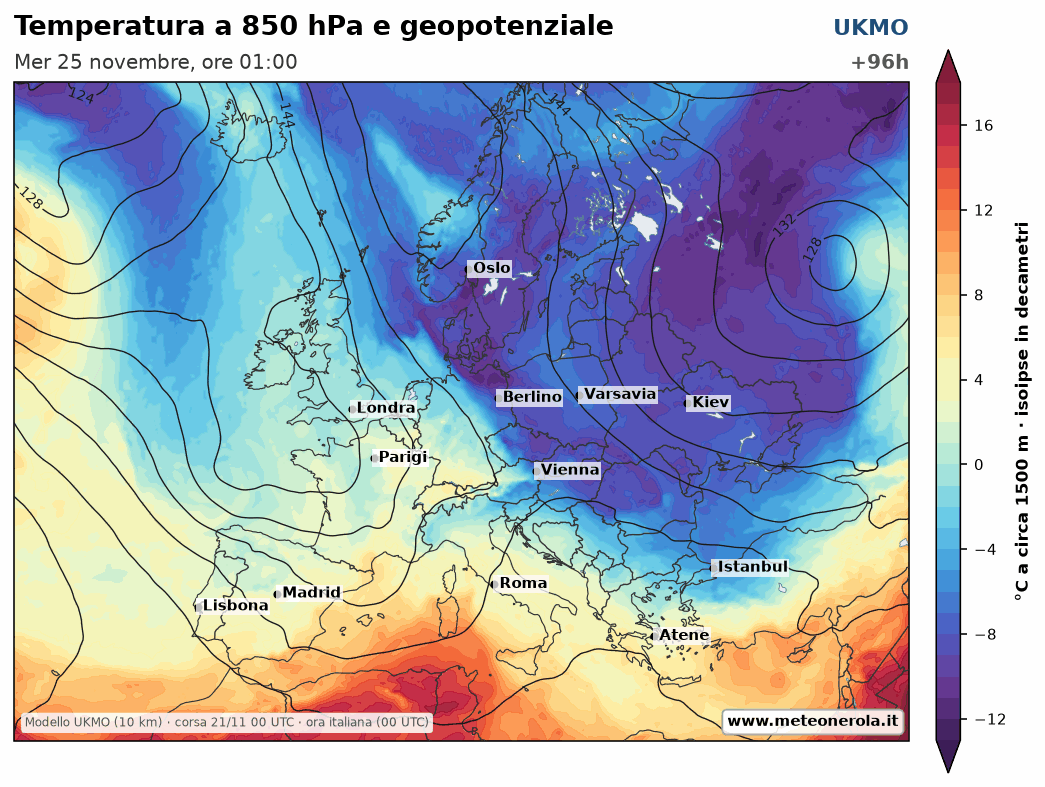 Temperatura a 850 hPa e geopotenziale
UKMO
Mer 25 novembre, ore 01:00
+96h
124
144
144
128
132
128
Oslo
Berlino
Varsavia
Kiev
Londra
Parigi
Vienna
Istanbul
Roma
Madrid
Lisbona
Atene
Modello UKMO (10 km) · corsa 21/11 00 UTC · ora italiana (00 UTC)
www.meteonerola.it
16
12
8
4
0
−4
−8
−12
°C a circa 1500 m · isoipse in decametri